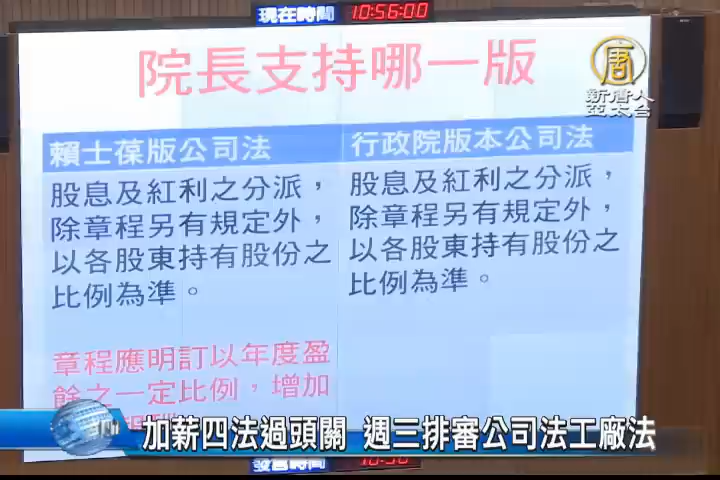 現在時間 10:56:00
院長支持哪一版
新唐人
亞太台
賴士葆版公司法
行政院版本公司法
股息及紅利之分派，
除章程另有規定外，
以各股東持有股份之
比例為準。
股息及紅利之分派，
除章程另有規定外，
以各股東持有股份之
比例為準。
章程應明訂以年度盈
餘之一定比例，增加
加薪四法過頭關 週三排審公司法工廠法
發言時間